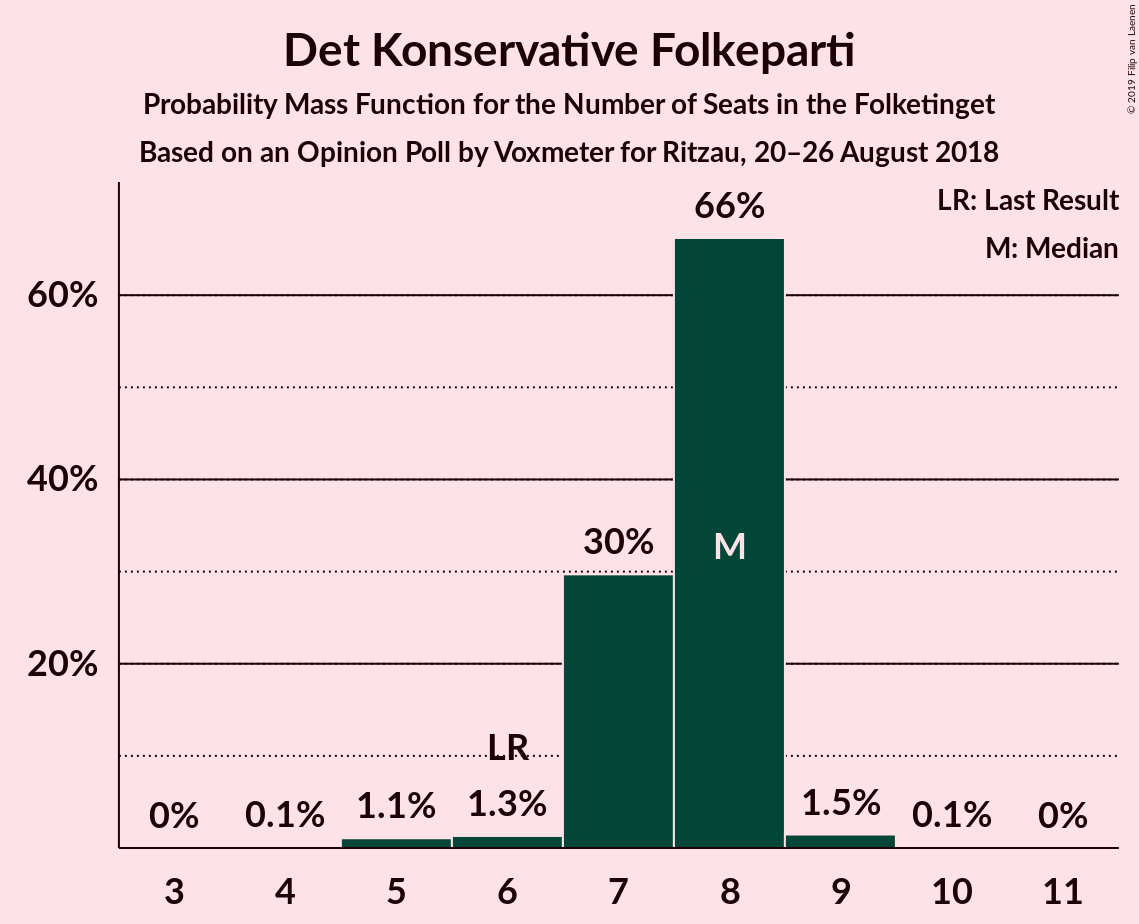 Det Konservative Folkeparti
Probability Mass Function for the Number of Seats in the Folketinget
Based on an Opinion Poll by Voxmeter for Ritzau, 20–26 August 2018
© 2019 Filip van Laenen
LR: Last Result
M: Median
66%
60%
40%
30%
M
20%
LR
0%
0.1%
1.1%
1.3%
1.5%
0.1%
0%
3 4 5 6 7 8 9 10 11